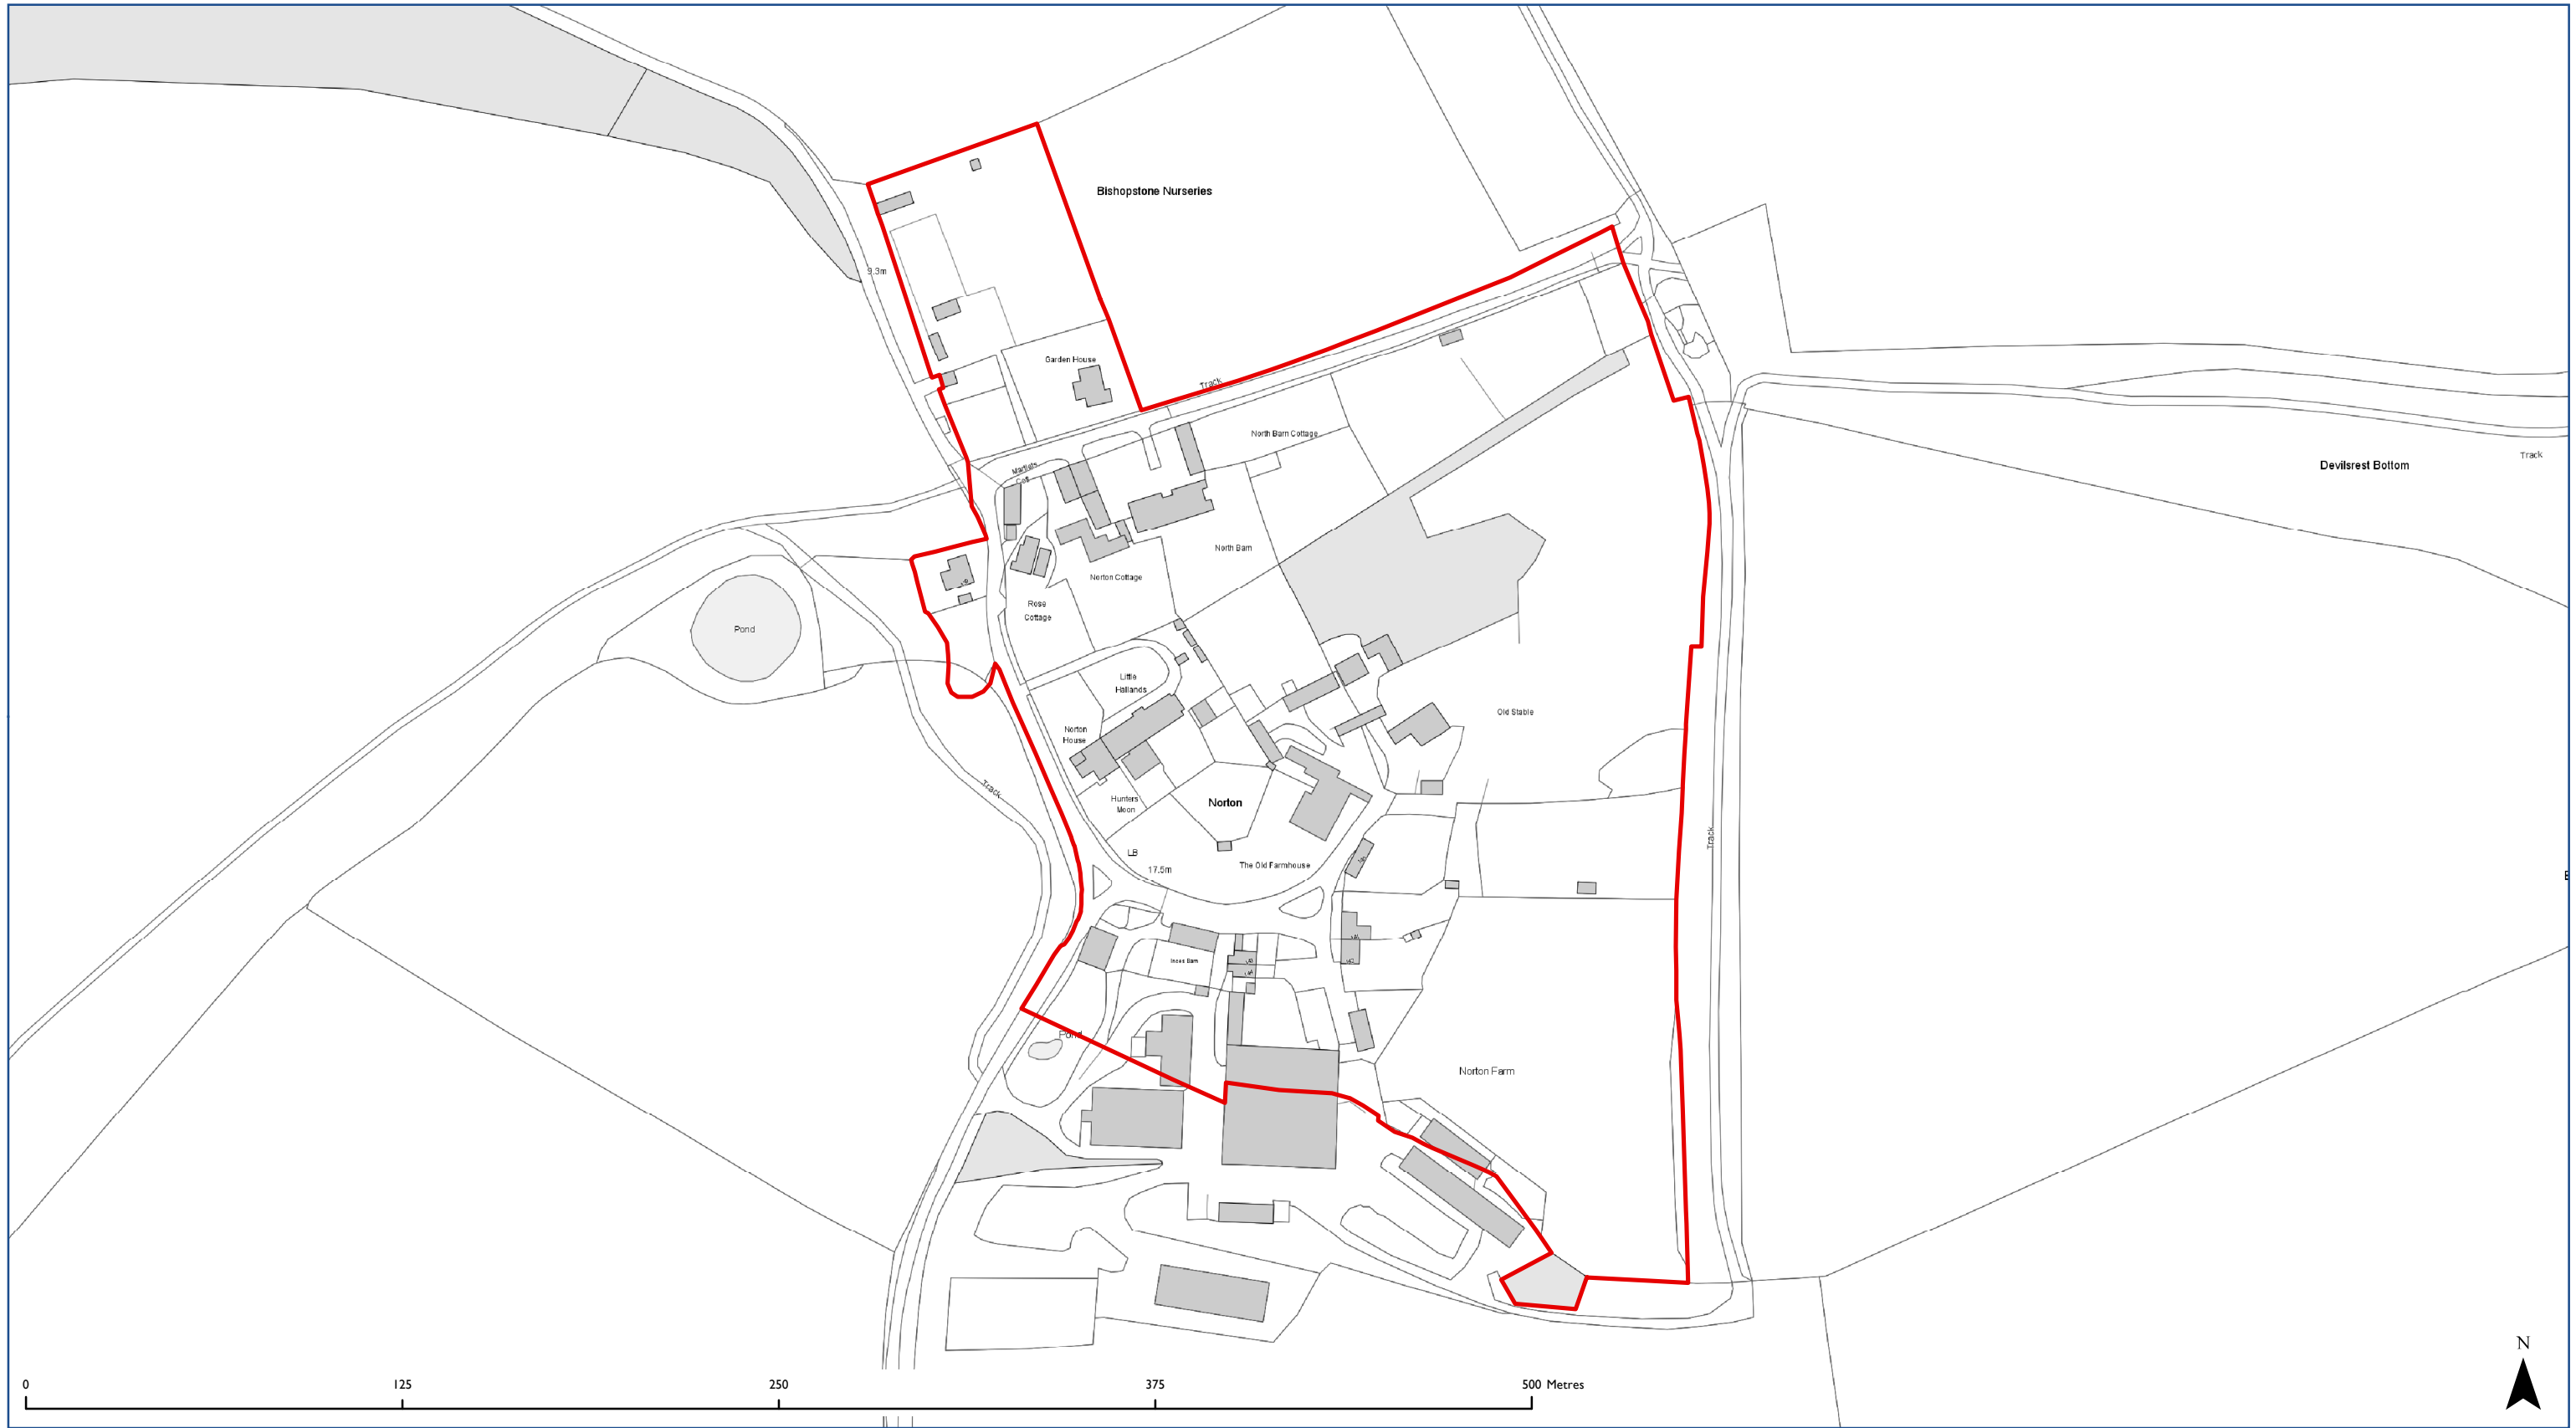 Bishopstone Nurseries
9.3m
Garden House
Track
North Barn Cottage
Devilsrest Bottom
Track
North Barn
Norton Cottage
Rose
Cottage
Pond
Little
Hallands
Old Stable
Norton
House
Track
Hunters
Moon
Norton
Track
LB
17.5m
The Old Farmhouse
Pond
Norton Farm
N
0
125
250
375
500 Metres